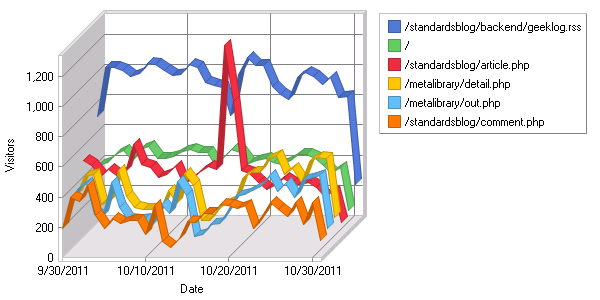 /standardsblog/backend/geeklog.rss
/
/standardsblog/article.php
/metalibrary/detail.php
/metalibrary/out.php
/standardsblog/comment.php
Visitors
1,200
1,000
800
600
400
200
0
9/30/2011 10/10/2011 10/20/2011 10/30/2011
Date